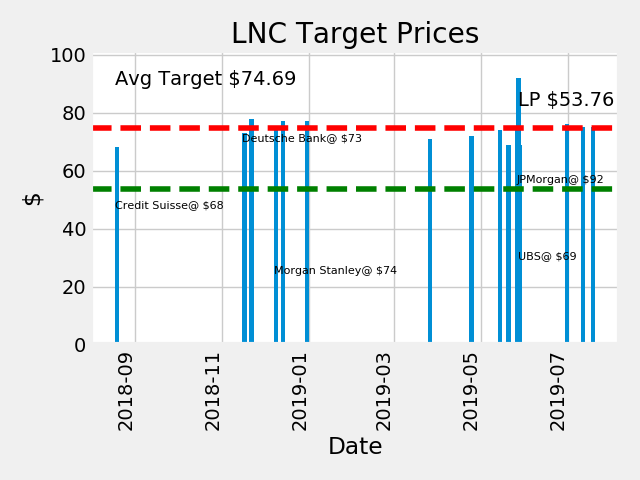 LNC Target Prices
100
Avg Target $74.69
LP $53.76
80
Deutsche Bank@ $73
60
JPMorgan@ $92
Credit Suisse@ $68
$
40
UBS@ $69
Morgan Stanley@ $74
20
0
2018-09
2018-11
2019-01
2019-03
2019-05
2019-07
Date